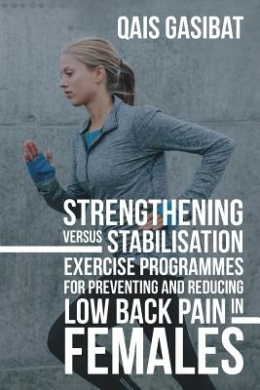 QAIS GASIBAT
STRENGTHENING
VERSUS STABILISATION
EXERCISE PROGRAMMES
FOR PREVENTING AND REDUCING
LOW BACK PAIN IN
FEMALES